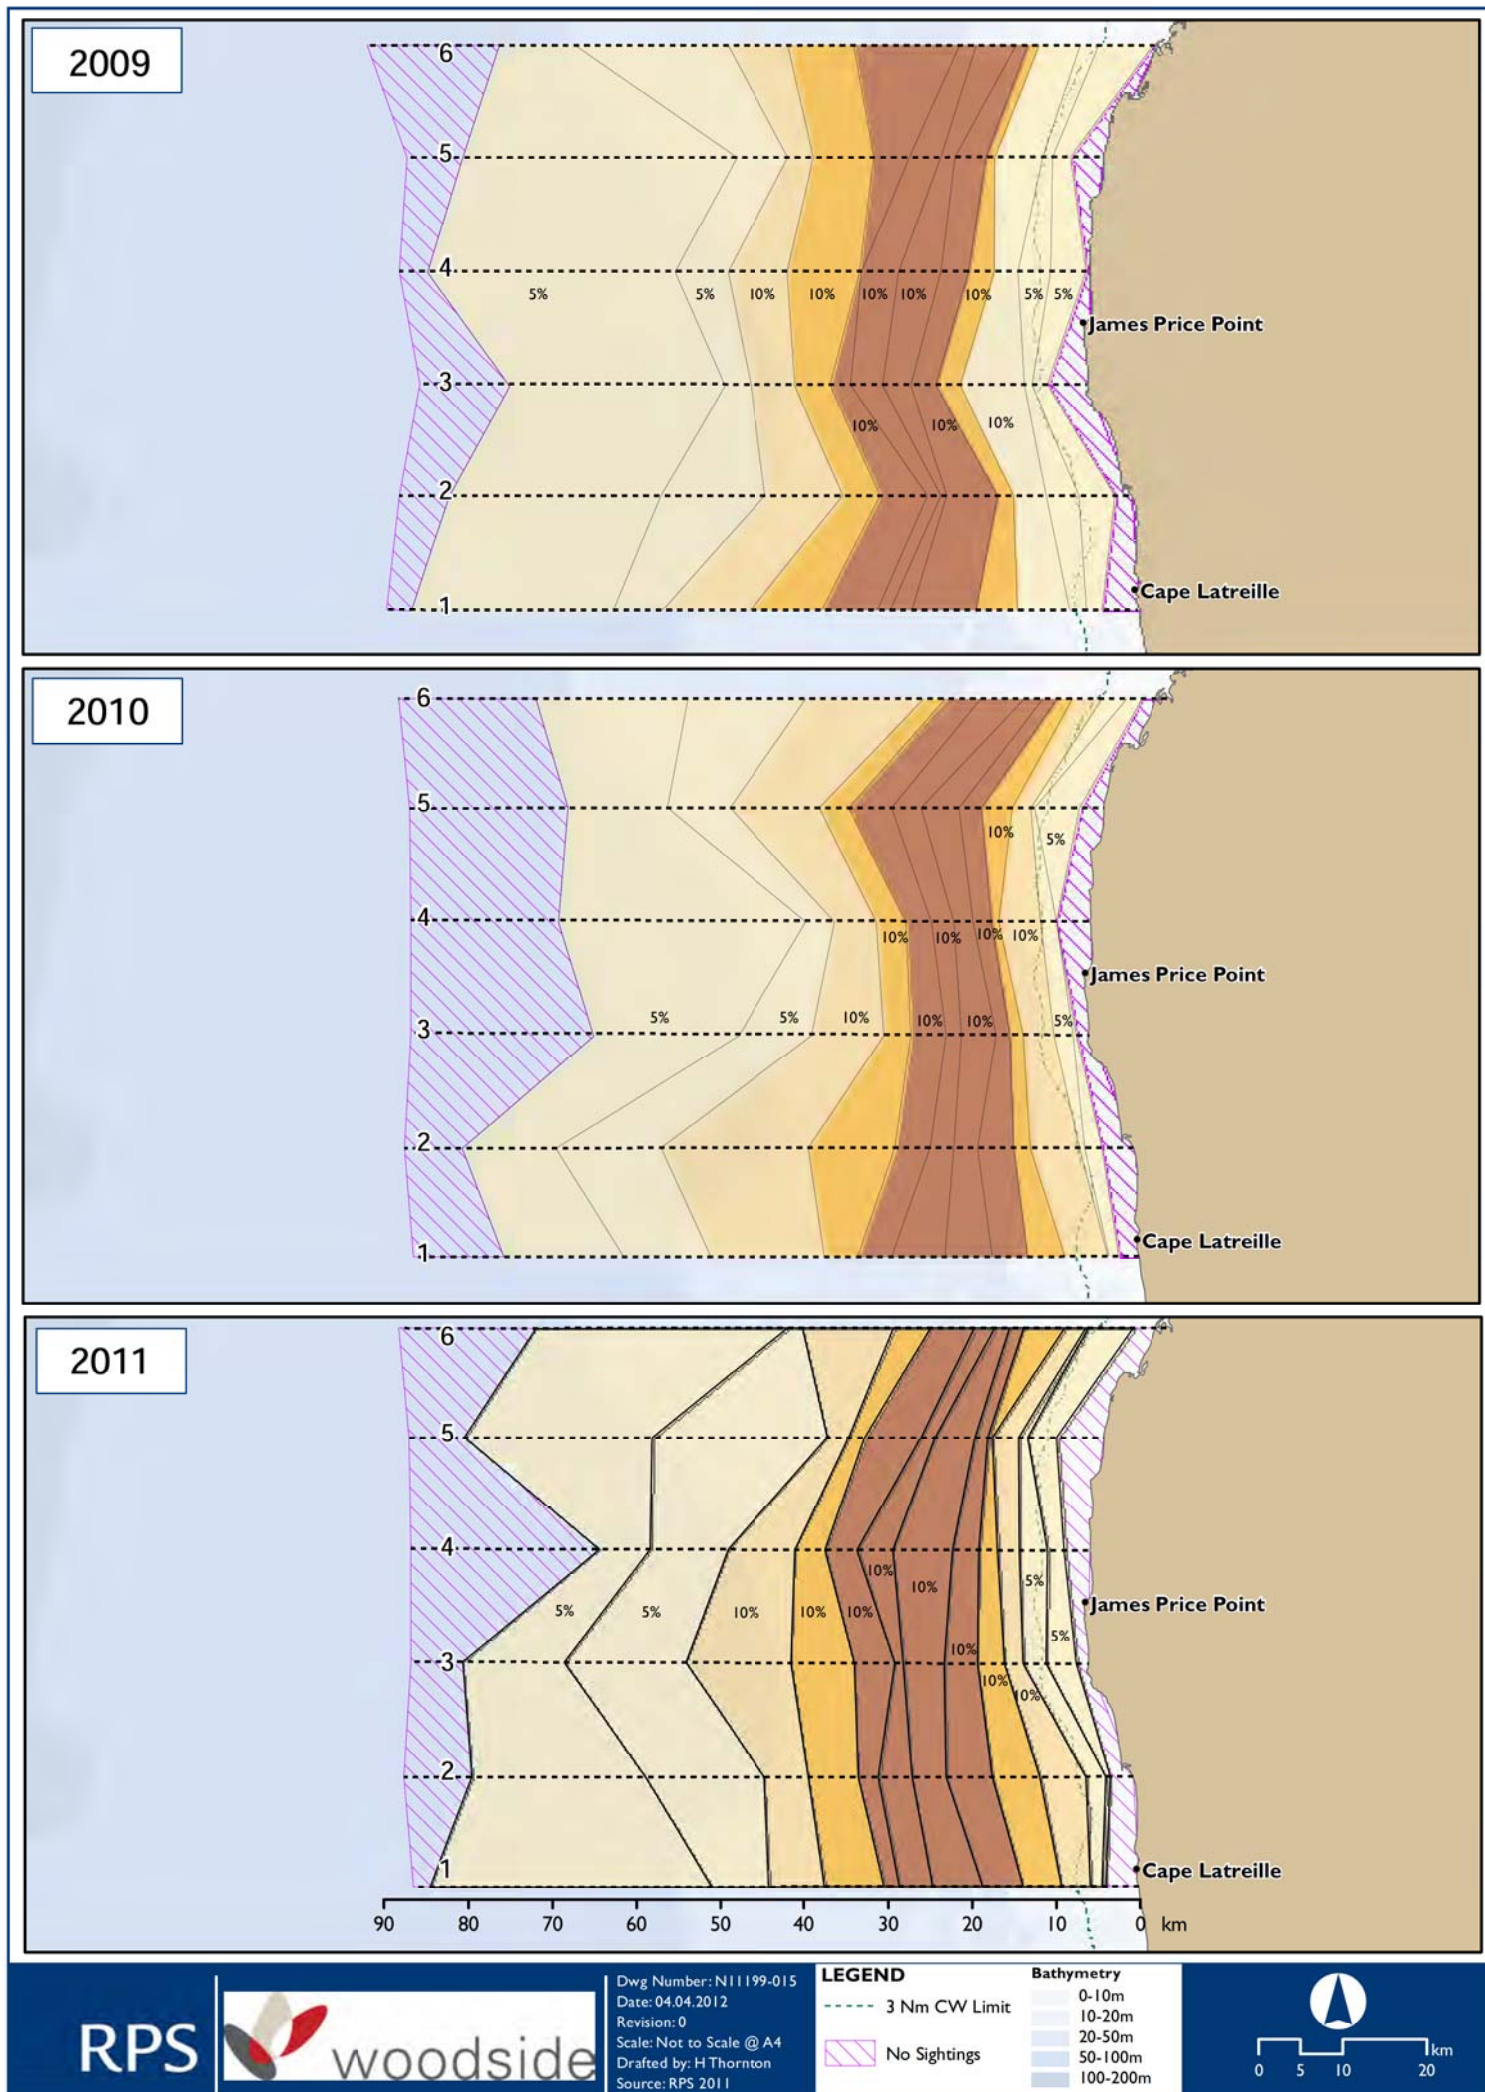 2009
6
5
4
5%
5%
10%
10%
10%
10%
10%
5%
5%
James Price Point
3
10%
10%
10%
2
Cape Latreille
1
2010
6
5
10%
5%
4
10%
10%
10%
10%
James Price Point
5%
5%
10%
10%
10%
5%
3
2
Cape Latreille
1
2011
6
5
4
10%
5%
10%
James Price Point
5%
5%
10%
10%
10%
5%
10%
3
10%
10%
2
1
Cape Latreille
90 80 70 60 50 40 30 20 10 0 km
RPS
woodside
Dwg Number: N11199-015
Date: 04.04.2012
Revision: 0
Scale: Not to Scale @ A4
Drafted by: H Thornton
Source: RPS 2011
LEGEND
3 Nm CW Limit
No Sightings
Bathymetry
0-10m
10-20m
20-50m
50-100m
100-200m
km
0 5 10 20